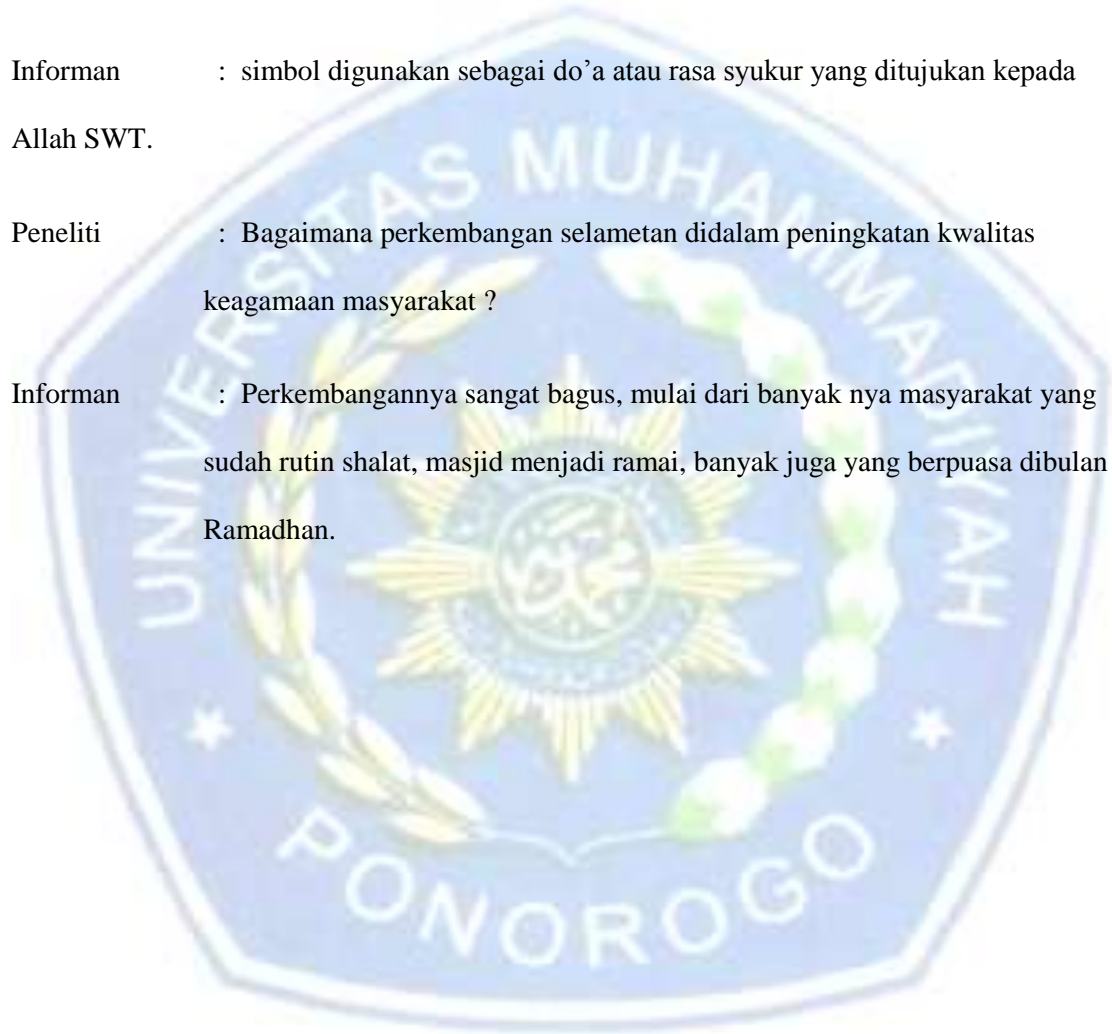 Informan : simbol digunakan sebagai do’a atau rasa syukur yang ditujukan kepada
Allah SWT.
Peneliti : Bagaimana perkembangan selametan didalam peningkatan kwalitas
keagamaan masyarakat ?
Informan : Perkembangannya sangat bagus, mulai dari banyak nya masyarakat yang
sudah rutin shalat, masjid menjadi ramai, banyak juga yang berpuasa dibulan
Ramadhan.
UNIVERSITAS MUHAMMADIYAH
PONOROGO